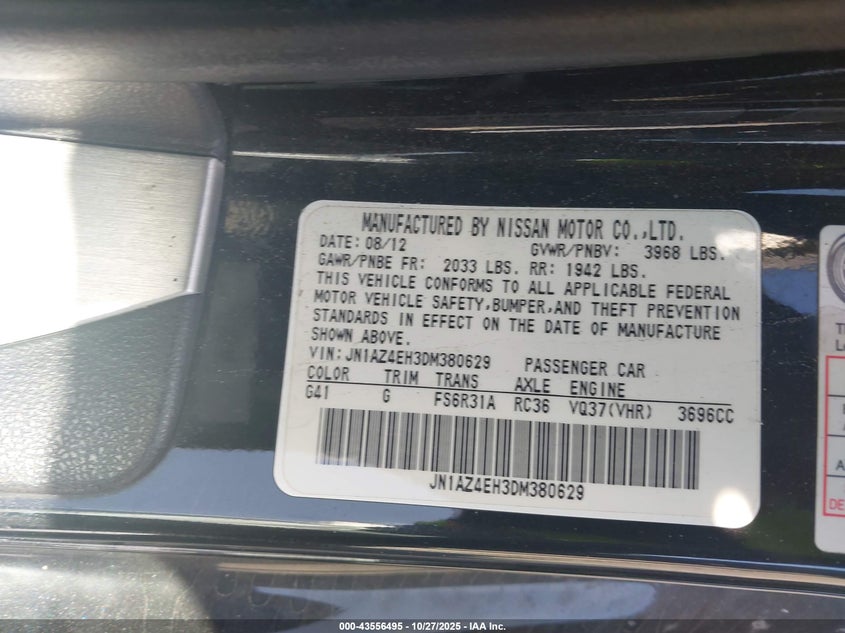 MANUFACTURED BY NISSAN MOTOR CO.,LTD.
DATE: 08/12 GVWR/PNBV: 3968 LBS.
GAWR/PNBE FR: 2033 LBS. RR: 1942 LBS.
THIS VEHICLE CONFORMS TO ALL APPLICABLE FEDERAL
MOTOR VEHICLE SAFETY,BUMPER,AND THEFT PREVENTION
STANDARDS IN EFFECT ON THE DATE OF MANUFACTURE
SHOWN ABOVE.
VIN: JN1AZ4EH3DM380629 PASSENGER CAR
COLOR TRIM TRANS AXLE ENGINE
G41 G FS6R31A RC36 VQ37(VHR) 3696CC
JN1AZ4EH3DM380629
000-43556495 - 10/27/2025 - IAA Inc.